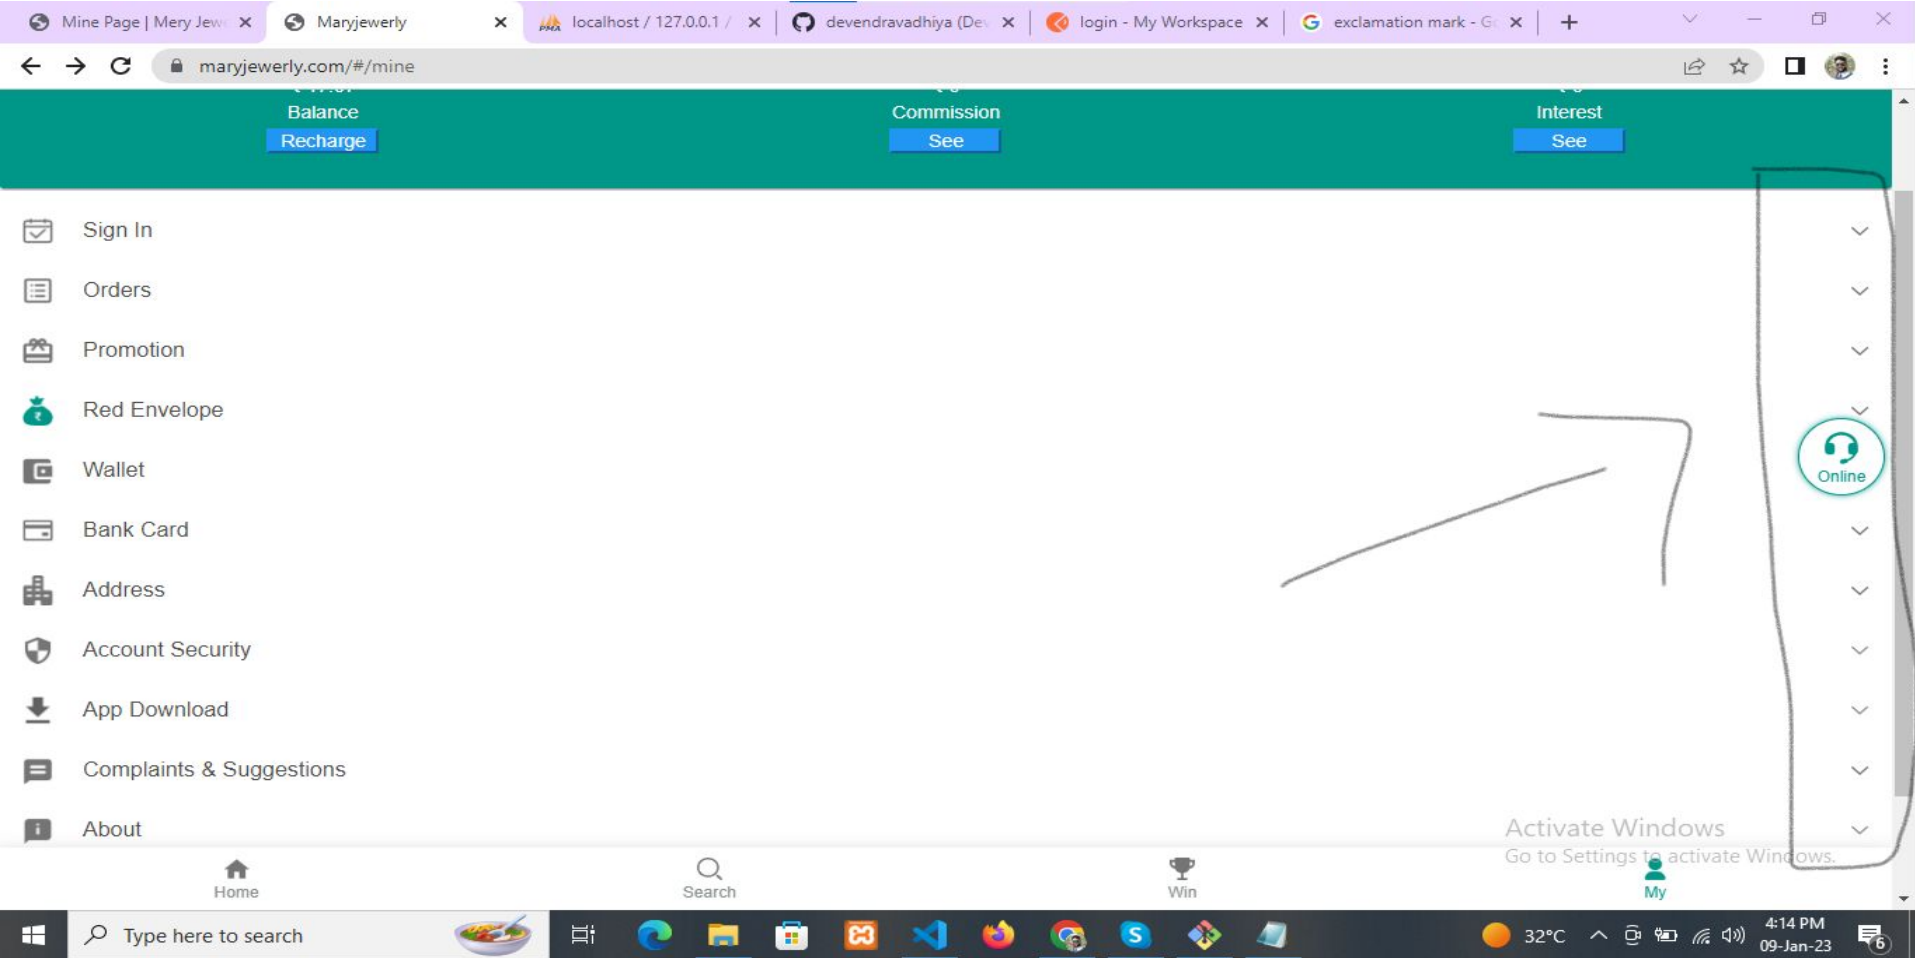 Mine Page | Mery Jew
Maryjewerly
localhost / 127.0.0.1 /
devendravadhiya (De
login - My Workspace
exclamation mark - G
maryjewerly.com/#/mine
Balance
Commission
Interest
Recharge
See
See
Sign In
Orders
Promotion
Red Envelope
Wallet
Online
Bank Card
Address
Account Security
App Download
Complaints & Suggestions
About
Activate Windows
Go to Settings to activate Windows.
Home
Search
Win
My
Type here to search
32°C
4:14 PM
09-Jan-23
6